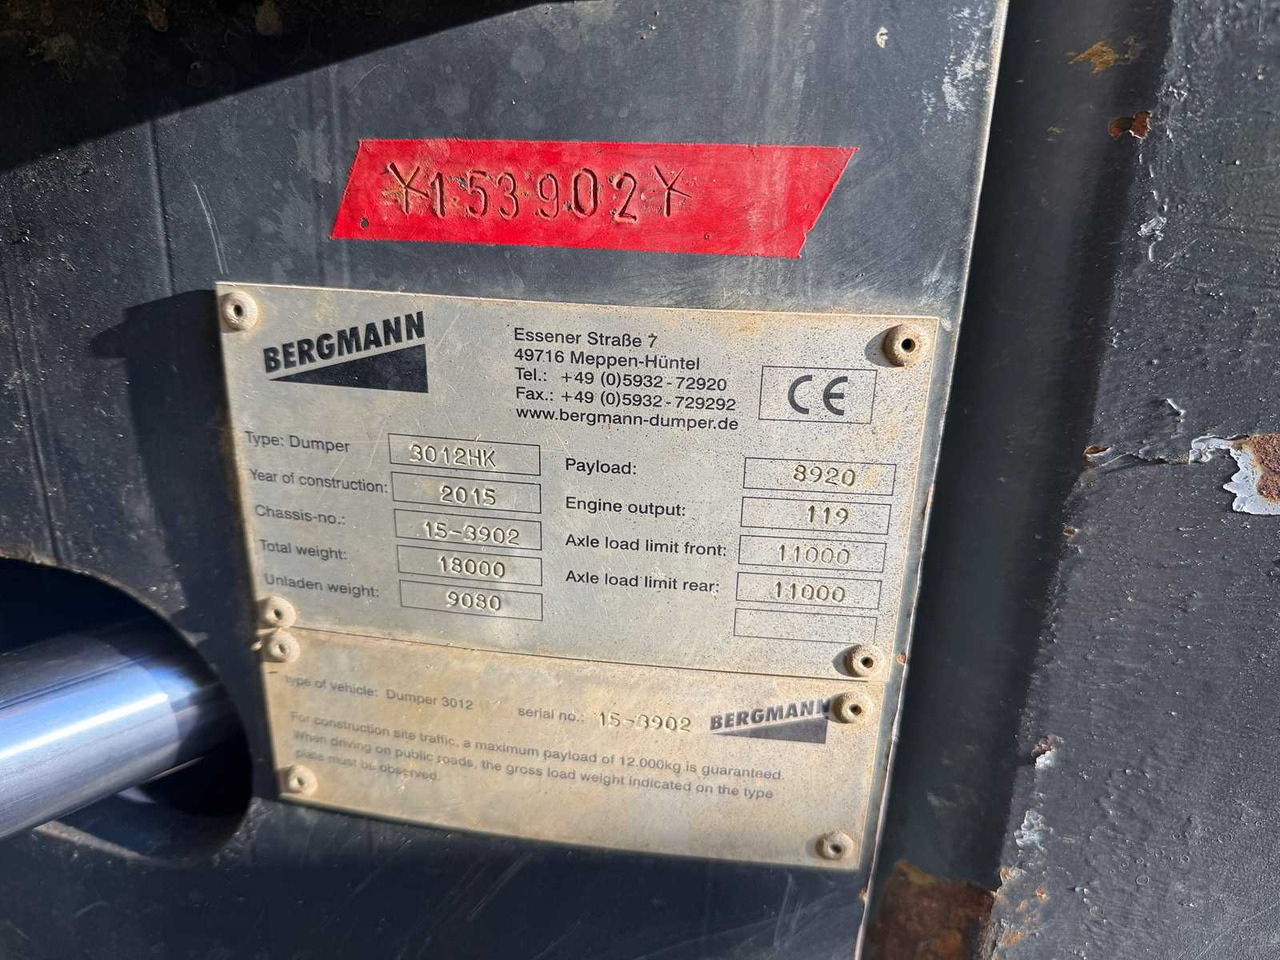 153902
BERGMANN
Essener Straße 7
49716 Meppen-Hüntel
Tel.: +49 (0)5932-72920
Fax.: +49 (0)5932-729292
www.bergmann-dumper.de
CE
Type: Dumper 3012HK
Year of construction: 2015
Chassis-no.: 15-3902
Total weight: 18000
Unladen weight: 9080
Payload: 8920
Engine output: 119
Axle load limit front: 11000
Axle load limit rear: 11000
type of vehicle: Dumper 3012 serial no.: 15-3902 BERGMANN
For construction site traffic, a maximum payload of 12.000kg is guaranteed.
When driving on public roads, the gross load weight indicated on the type
plate must be observed.